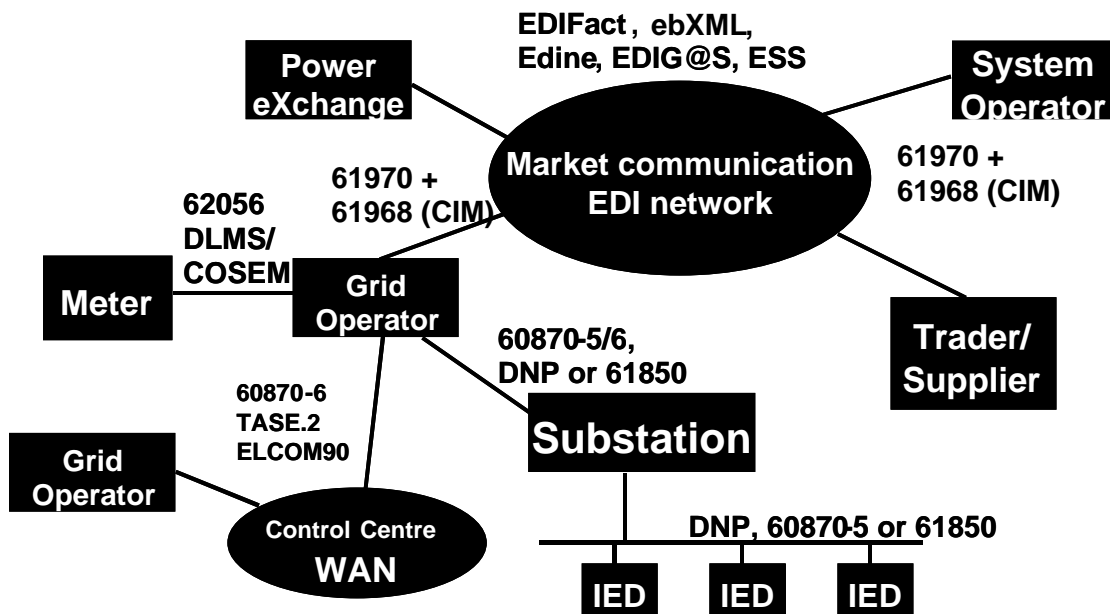 EDIFact, ebXML,
Edine, EDIG@S, ESS
Power
eXchange
System
Operator
Market communication
EDI network
61970 +
61968 (CIM)
61970 +
61968 (CIM)
62056
DLMS/
COSEM
Meter
Grid
Operator
Trader/
Supplier
60870-5/6,
DNP or 61850
60870-6
TASE.2
ELCOM90
Substation
Grid
Operator
Control Centre
WAN
DNP, 60870-5 or 61850
IED
IED
IED